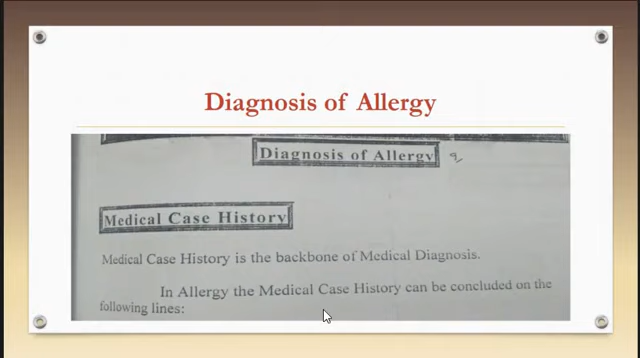 Diagnosis of Allergy
Diagnosis of Allergy
Medical Case History
Medical Case History is the backbone of Medical Diagnosis.
In Allergy the Medical Case History can be concluded on the
following lines: